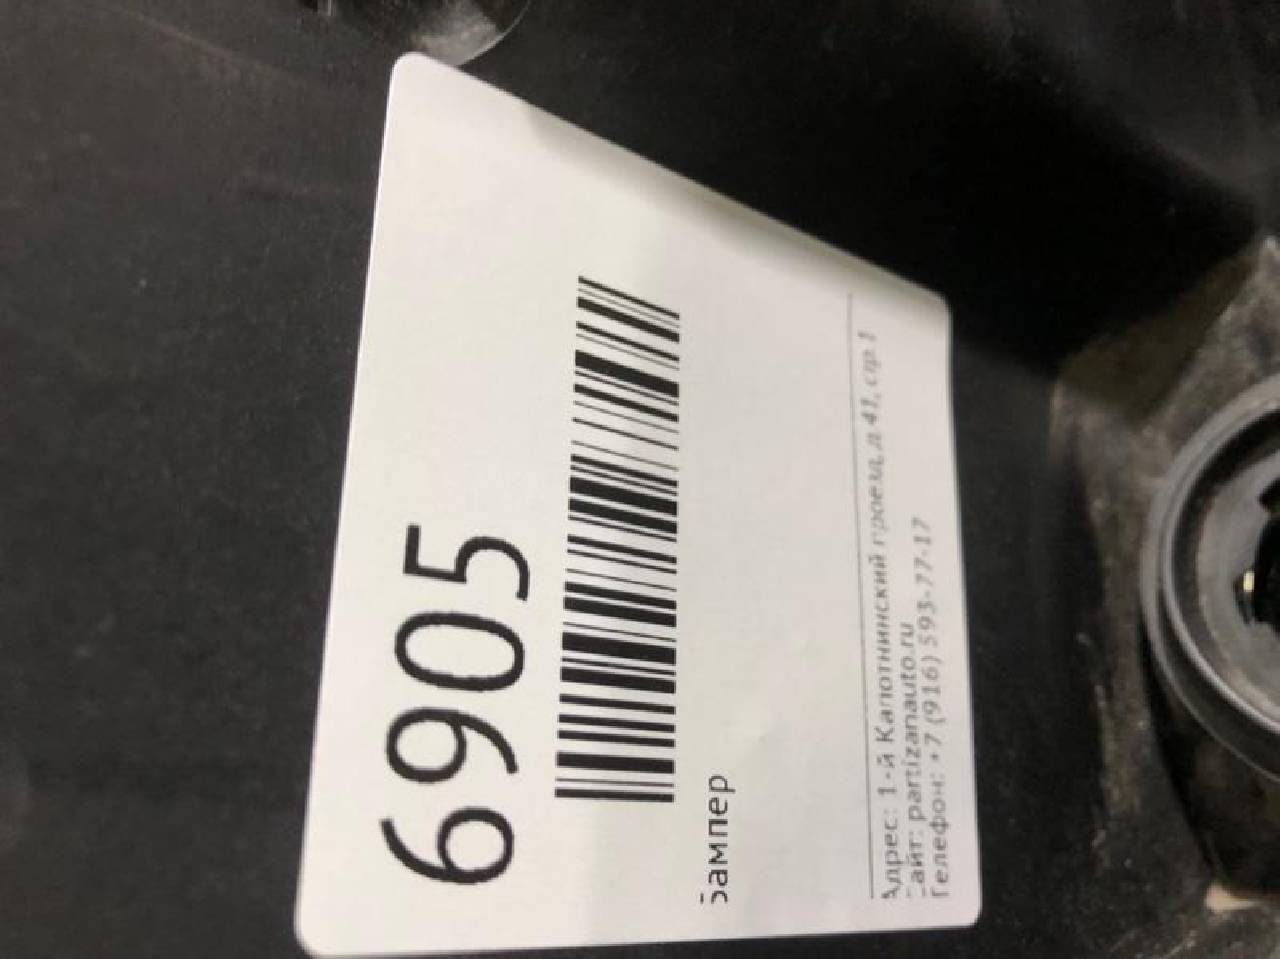 6905
Бампер
Адрес: 1-й Капотнинский проезд, д 41, стр.1
Сайт: partizanauto.ru
Телефон: +7 (916) 593-77-17